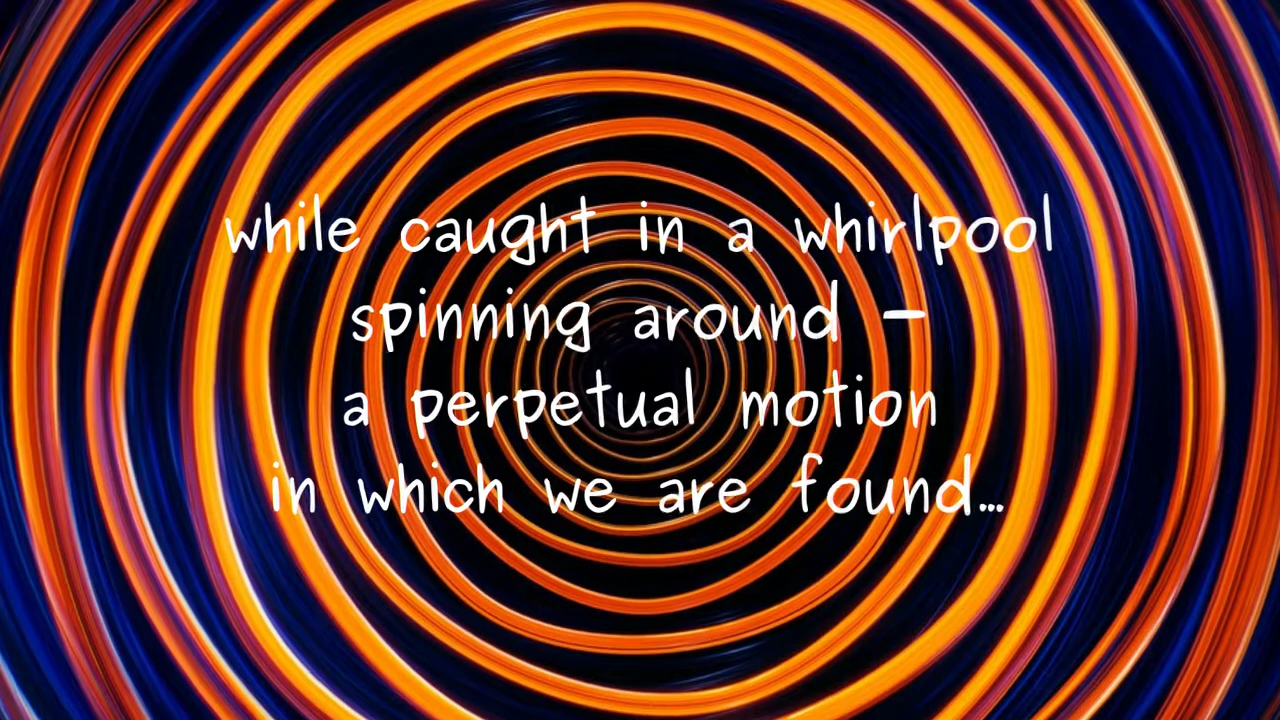 while caught in a whirlpool
spinning around –
a perpetual motion
in which we are found...